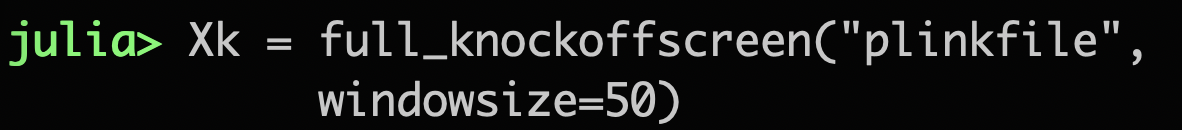 julia> Xk = full_knockoffscreen("plinkfile",
windowsize=50)